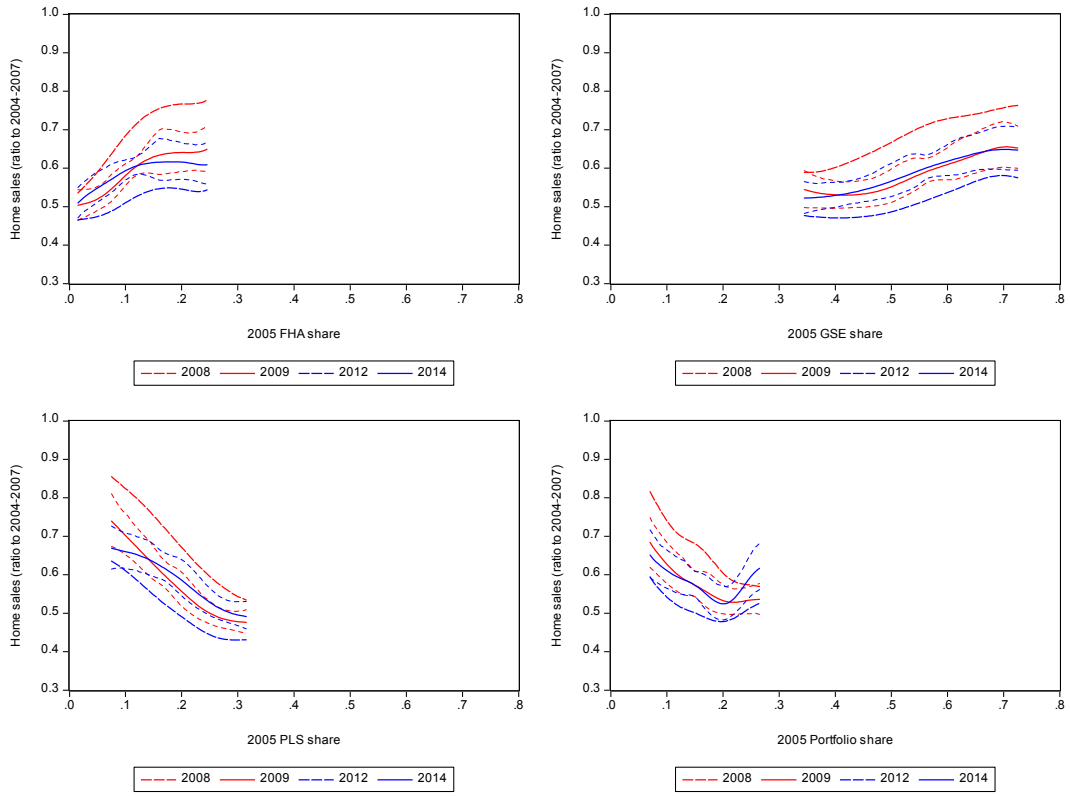 1.0
0.9
0.8
0.7
0.6
0.5
0.4
0.3
Home sales (ratio to 2004-2007)
.0 .1 .2 .3 .4 .5 .6 .7 .8
2005 FHA share
2008 2009 2012 2014
1.0
0.9
0.8
0.7
0.6
0.5
0.4
0.3
Home sales (ratio to 2004-2007)
.0 .1 .2 .3 .4 .5 .6 .7 .8
2005 GSE share
2008 2009 2012 2014
1.0
0.9
0.8
0.7
0.6
0.5
0.4
0.3
Home sales (ratio to 2004-2007)
.0 .1 .2 .3 .4 .5 .6 .7 .8
2005 PLS share
2008 2009 2012 2014
1.0
0.9
0.8
0.7
0.6
0.5
0.4
0.3
Home sales (ratio to 2004-2007)
.0 .1 .2 .3 .4 .5 .6 .7 .8
2005 Portfolio share
2008 2009 2012 2014